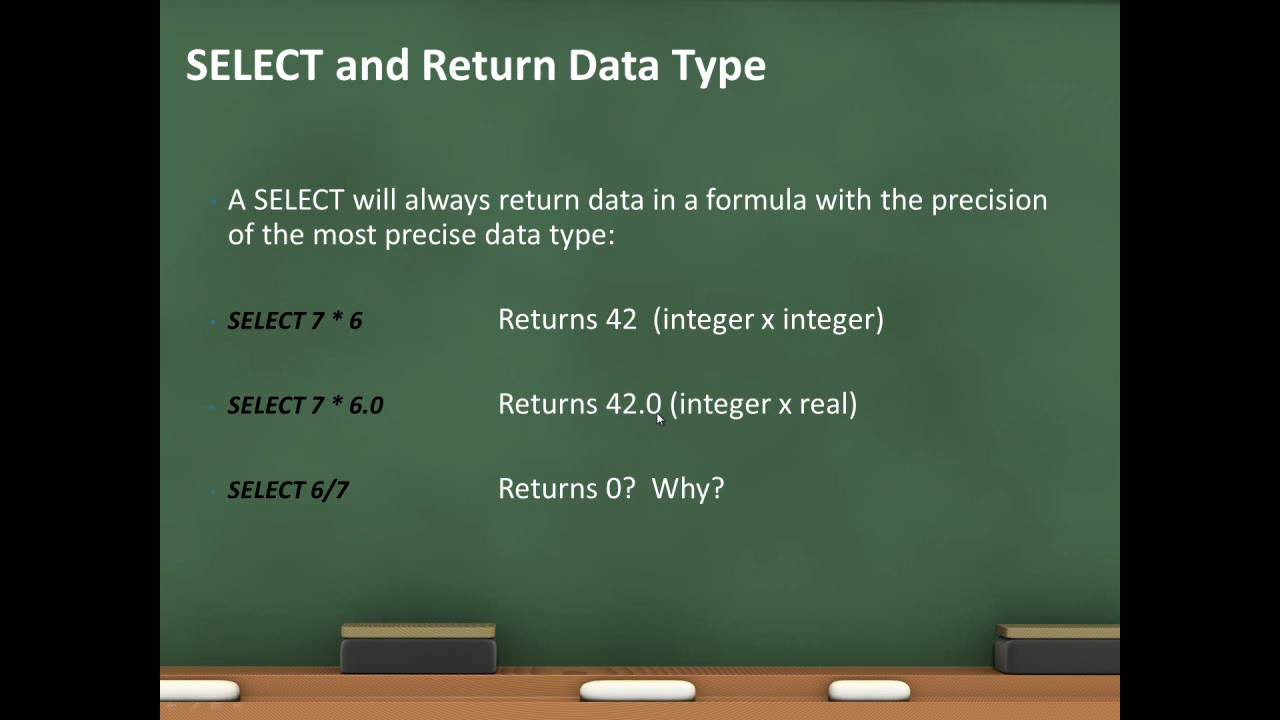 SELECT and Return Data Type
A SELECT will always return data in a formula with the precision
of the most precise data type:
SELECT 7 * 6 Returns 42 (integer x integer)
SELECT 7 * 6.0 Returns 42.0 (integer x real)
SELECT 6/7 Returns 0? Why?